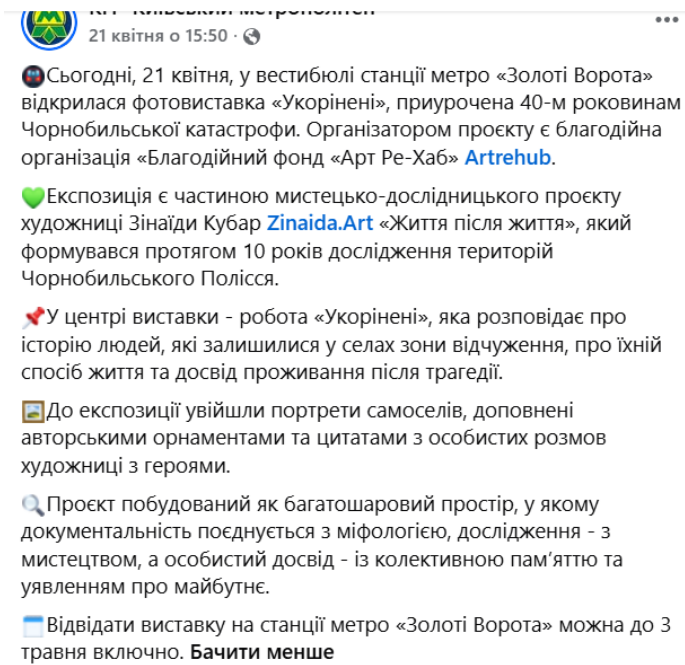 КП "Київський метрополітен"
21 квітня о 15:50 ·
Сьогодні, 21 квітня, у вестибюлі станції метро «Золоті Ворота»
відкрилася фотовиставка «Укорінені», приурочена 40-м роковинам
Чорнобильської катастрофи. Організатором проєкту є благодійна
організація «Благодійний фонд «Арт Ре-Хаб» Artrehub.
Експозиція є частиною мистецько-дослідницького проєкту
художниці Зінаїди Кубар Zinaida.Art «Життя після життя», який
формувався протягом 10 років дослідження територій
Чорнобильського Полісся.
У центрі виставки - робота «Укорінені», яка розповідає про
історію людей, які залишилися у селах зони відчуження, про їхній
спосіб життя та досвід проживання після трагедії.
До експозиції увійшли портрети самоселів, доповнені
авторськими орнаментами та цитатами з особистих розмов
художниці з героями.
Проєкт побудований як багатошаровий простір, у якому
документальність поєднується з міфологією, дослідження - з
мистецтвом, а особистий досвід - із колективною пам'яттю та
уявленням про майбутнє.
Відвідати виставку на станції метро «Золоті Ворота» можна до 3
травня включно. Бачити менше